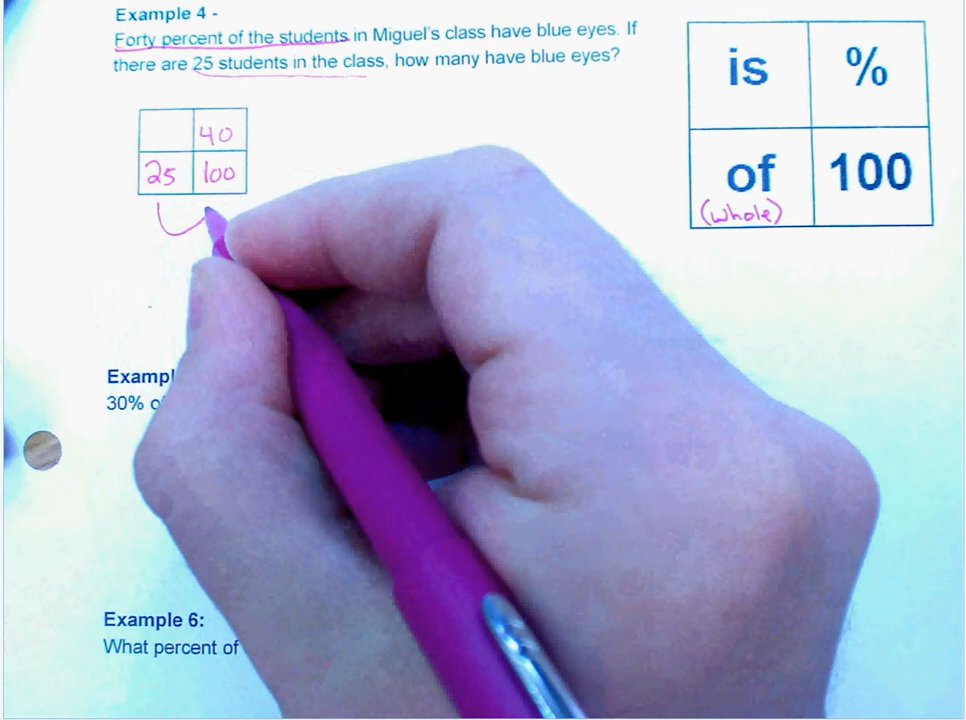 Example 4 -
Forty percent of the students in Miguel's class have blue eyes. If
there are 25 students in the class, how many have blue eyes?
is %
of 100
(whole)
40
25 100
30%
Example 6:
What percent of